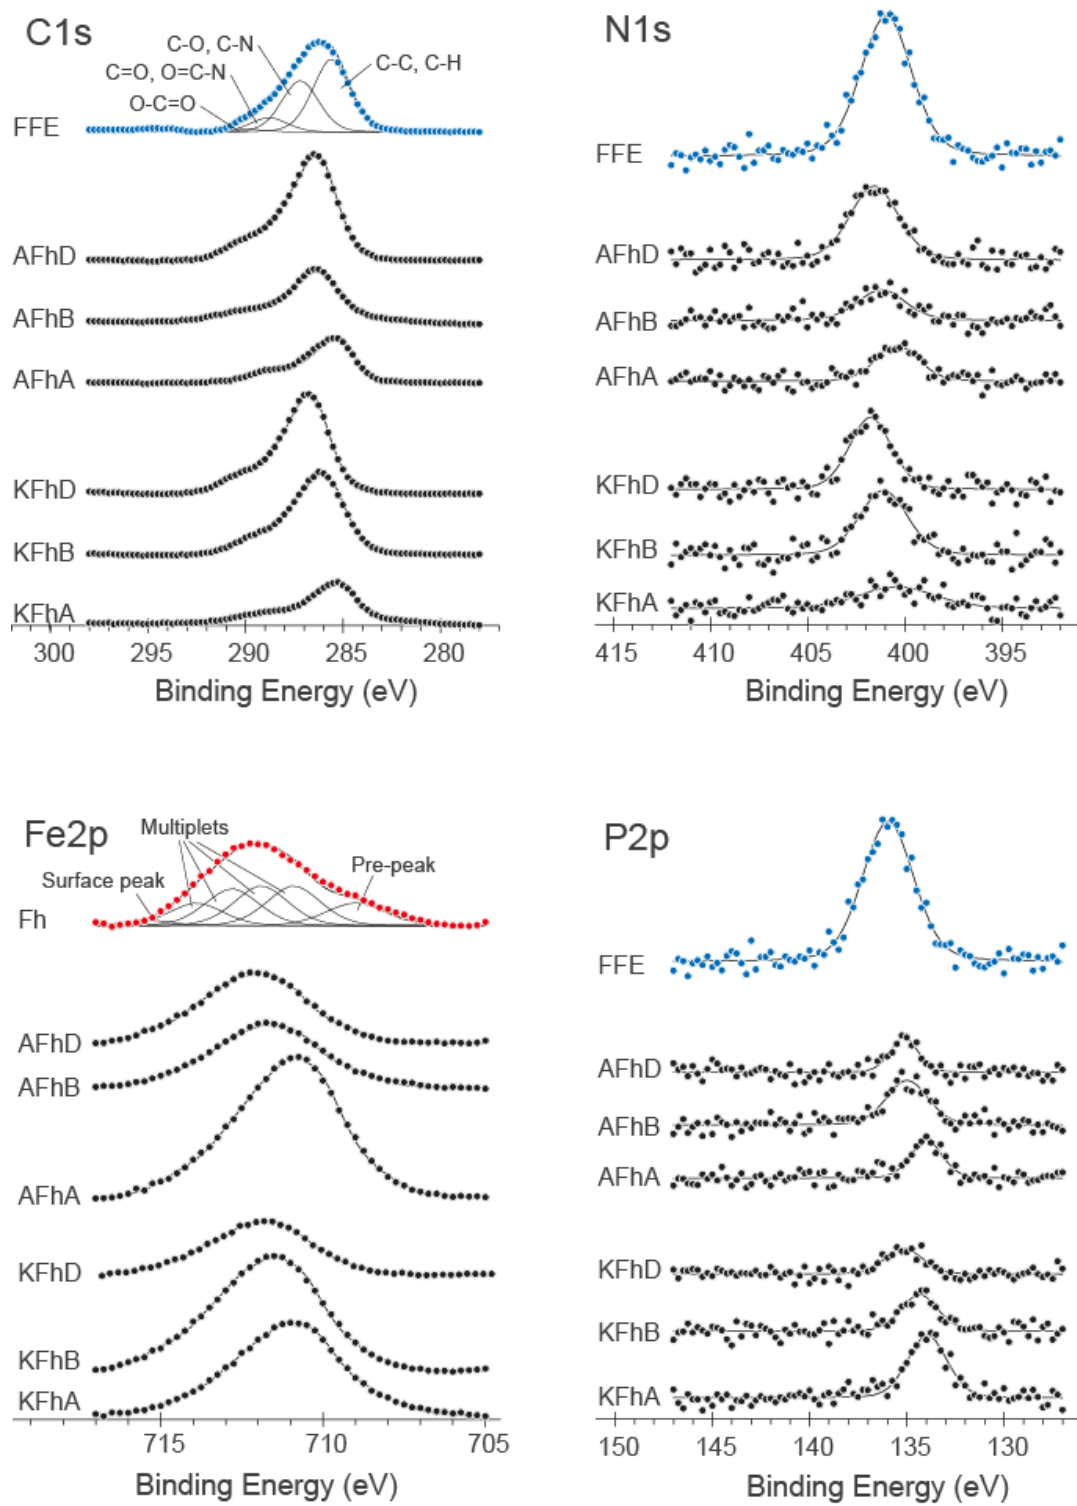 C1s
C-O, C-N
C=O, O=C-N
O-C=O
C-C, C-H
FFE
AFhD
AFhB
AFhA
KFhD
KFhB
KFhA
300 295 290 285 280
Binding Energy (eV)
N1s
FFE
AFhD
AFhB
AFhA
KFhD
KFhB
KFhA
415 410 405 400 395
Binding Energy (eV)
Fe2p
Multiplets
Surface peak
Pre-peak
Fh
AFhD
AFhB
AFhA
KFhD
KFhB
KFhA
715 710 705
Binding Energy (eV)
P2p
FFE
AFhD
AFhB
AFhA
KFhD
KFhB
KFhA
150 145 140 135 130
Binding Energy (eV)